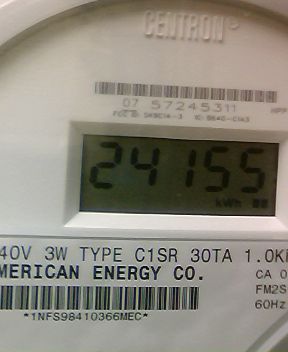 CENTRON®
07 57245311
24155
kWh
40V 3W TYPE C1SR 30TA 1.0K
MERICAN ENERGY CO.
CA 0
FM2S
60Hz
*1NFS98410366MEC*